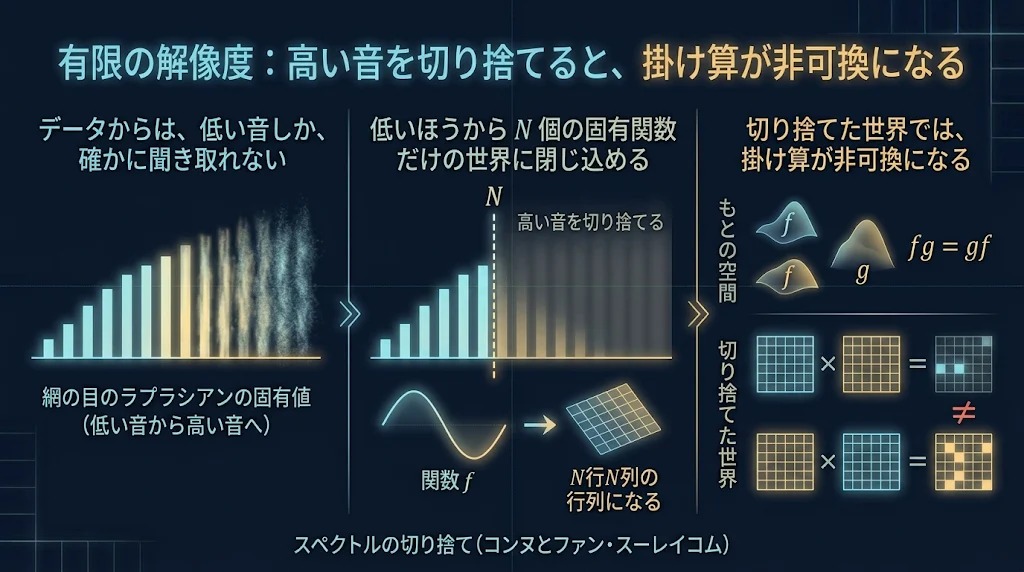 有限の解像度：高い音を切り捨てると、掛け算が非可換になる
データからは、低い音しか、
確かに聞き取れない
網の目のラプラシアンの固有値
（低い音から高い音へ）
低いほうから N 個の固有関数
だけの世界に閉じ込める
N
高い音を切り捨てる
関数 f
N行N列の
行列になる
切り捨てた世界では、
掛け算が非可換になる
もとの空間
f
f
g
fg = gf
切り捨てた世界
× =
≠
× =
スペクトルの切り捨て（コンヌとファン・スーレイコム）